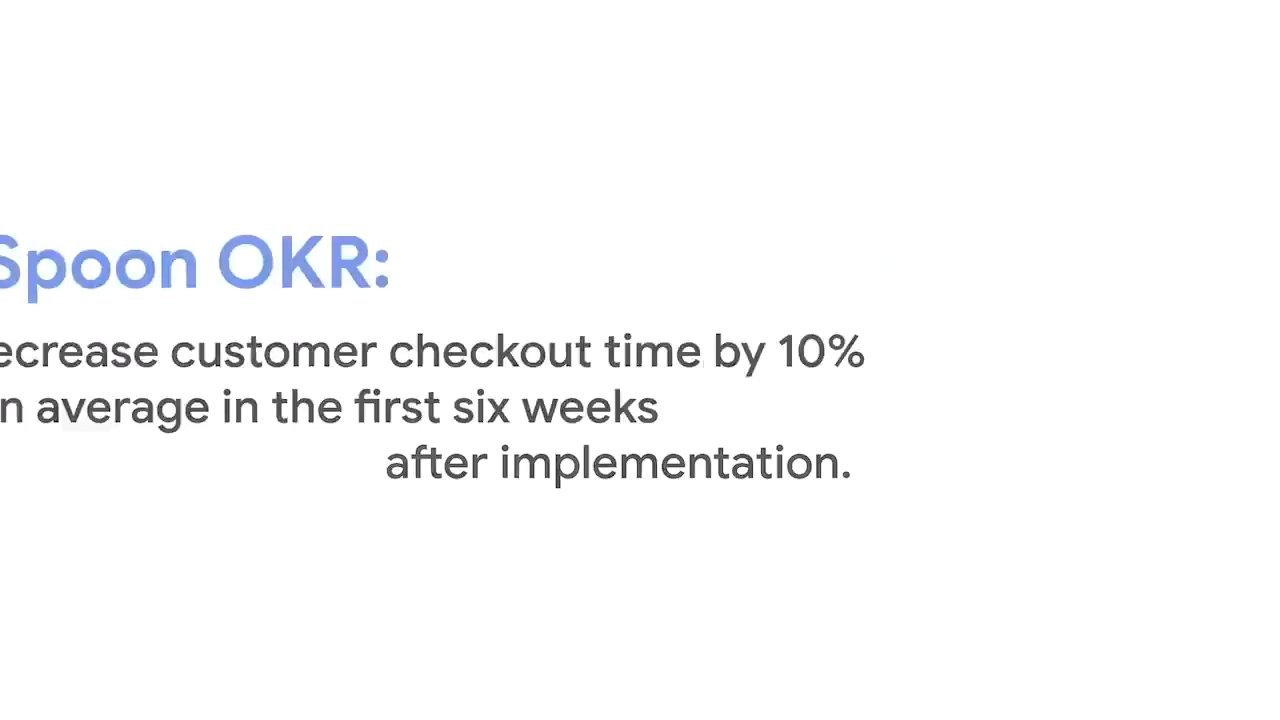 Spoon OKR:
ecrease customer checkout time by 10%
n average in the first six weeks
after implementation.